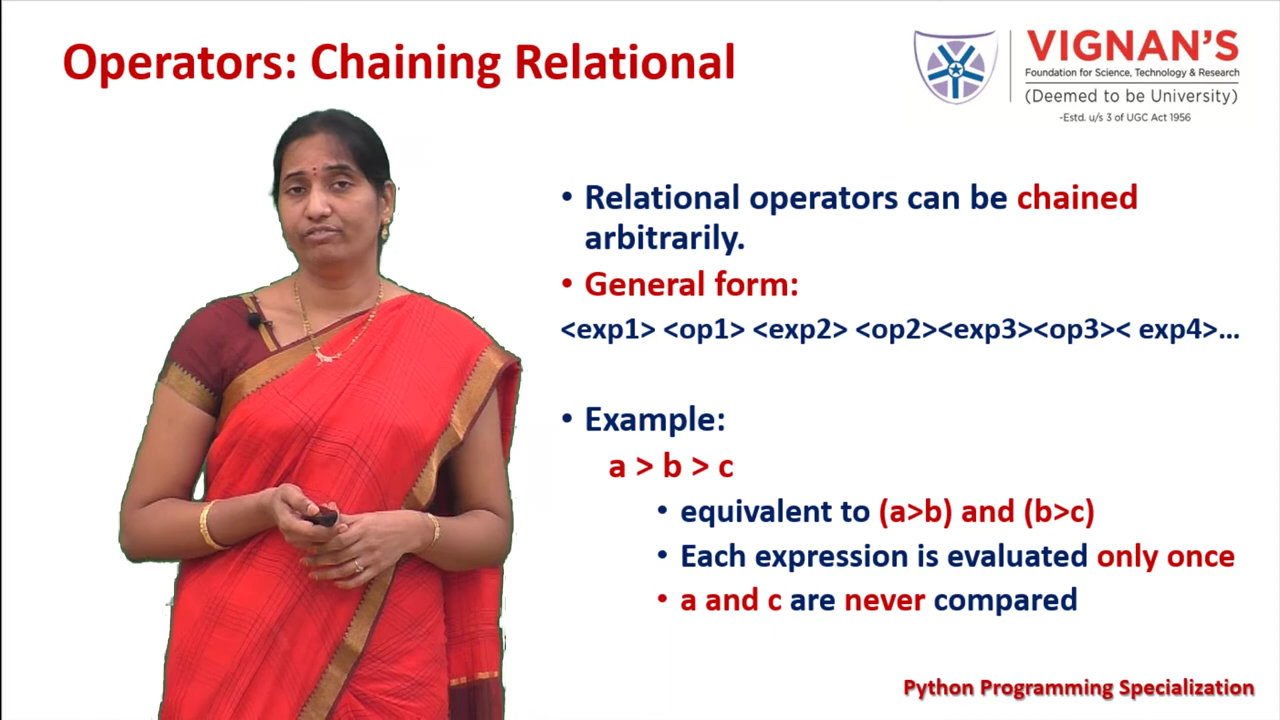 Operators: Chaining Relational
VIGNAN'S
Foundation for Science, Technology & Research
(Deemed to be University)
-Estd. u/s 3 of UGC Act 1956
• Relational operators can be chained
arbitrarily.
• General form:
<exp1> <op1> <exp2> <op2><exp3><op3>< exp4>...
• Example:
a > b > c
• equivalent to (a>b) and (b>c)
• Each expression is evaluated only once
• a and c are never compared
Python Programming Specialization